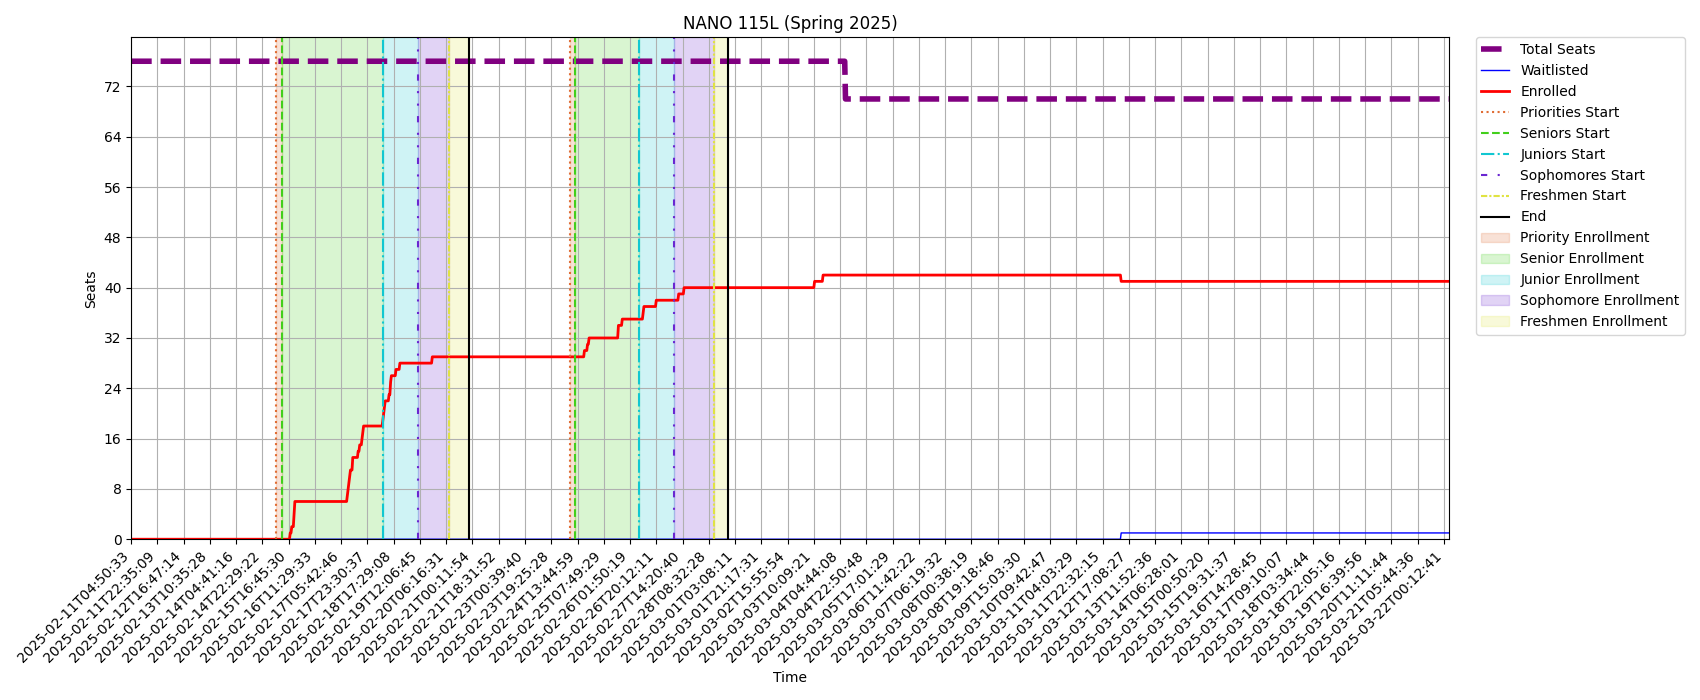 NANO 115L (Spring 2025)
Seats
72
64
56
48
40
32
24
16
8
0
2025-02-11T04:50:33
2025-02-11T22:35:09
2025-02-12T16:47:14
2025-02-13T10:35:28
2025-02-14T04:41:16
2025-02-14T22:29:22
2025-02-15T16:45:30
2025-02-16T11:29:33
2025-02-17T05:42:46
2025-02-17T23:30:37
2025-02-18T17:29:08
2025-02-19T12:06:45
2025-02-20T06:16:31
2025-02-21T00:11:54
2025-02-21T18:31:52
2025-02-23T00:39:40
2025-02-23T19:25:28
2025-02-24T13:44:59
2025-02-25T07:49:29
2025-02-26T01:50:19
2025-02-26T20:12:11
2025-02-27T14:20:40
2025-02-28T08:32:28
2025-03-01T03:08:11
2025-03-01T21:17:31
2025-03-02T15:55:54
2025-03-03T10:09:21
2025-03-04T04:44:08
2025-03-04T22:50:48
2025-03-05T17:01:29
2025-03-06T11:42:22
2025-03-07T06:19:32
2025-03-08T00:38:19
2025-03-08T19:18:46
2025-03-09T15:03:30
2025-03-10T09:42:47
2025-03-11T04:03:29
2025-03-11T22:32:15
2025-03-12T17:08:27
2025-03-13T11:52:36
2025-03-14T06:28:01
2025-03-15T00:50:20
2025-03-15T19:31:37
2025-03-16T14:28:45
2025-03-17T09:10:07
2025-03-18T03:34:44
2025-03-18T22:05:16
2025-03-19T16:39:56
2025-03-20T11:11:44
2025-03-21T05:44:36
2025-03-22T00:12:41
Time
Total Seats
Waitlisted
Enrolled
Priorities Start
Seniors Start
Juniors Start
Sophomores Start
Freshmen Start
End
Priority Enrollment
Senior Enrollment
Junior Enrollment
Sophomore Enrollment
Freshmen Enrollment